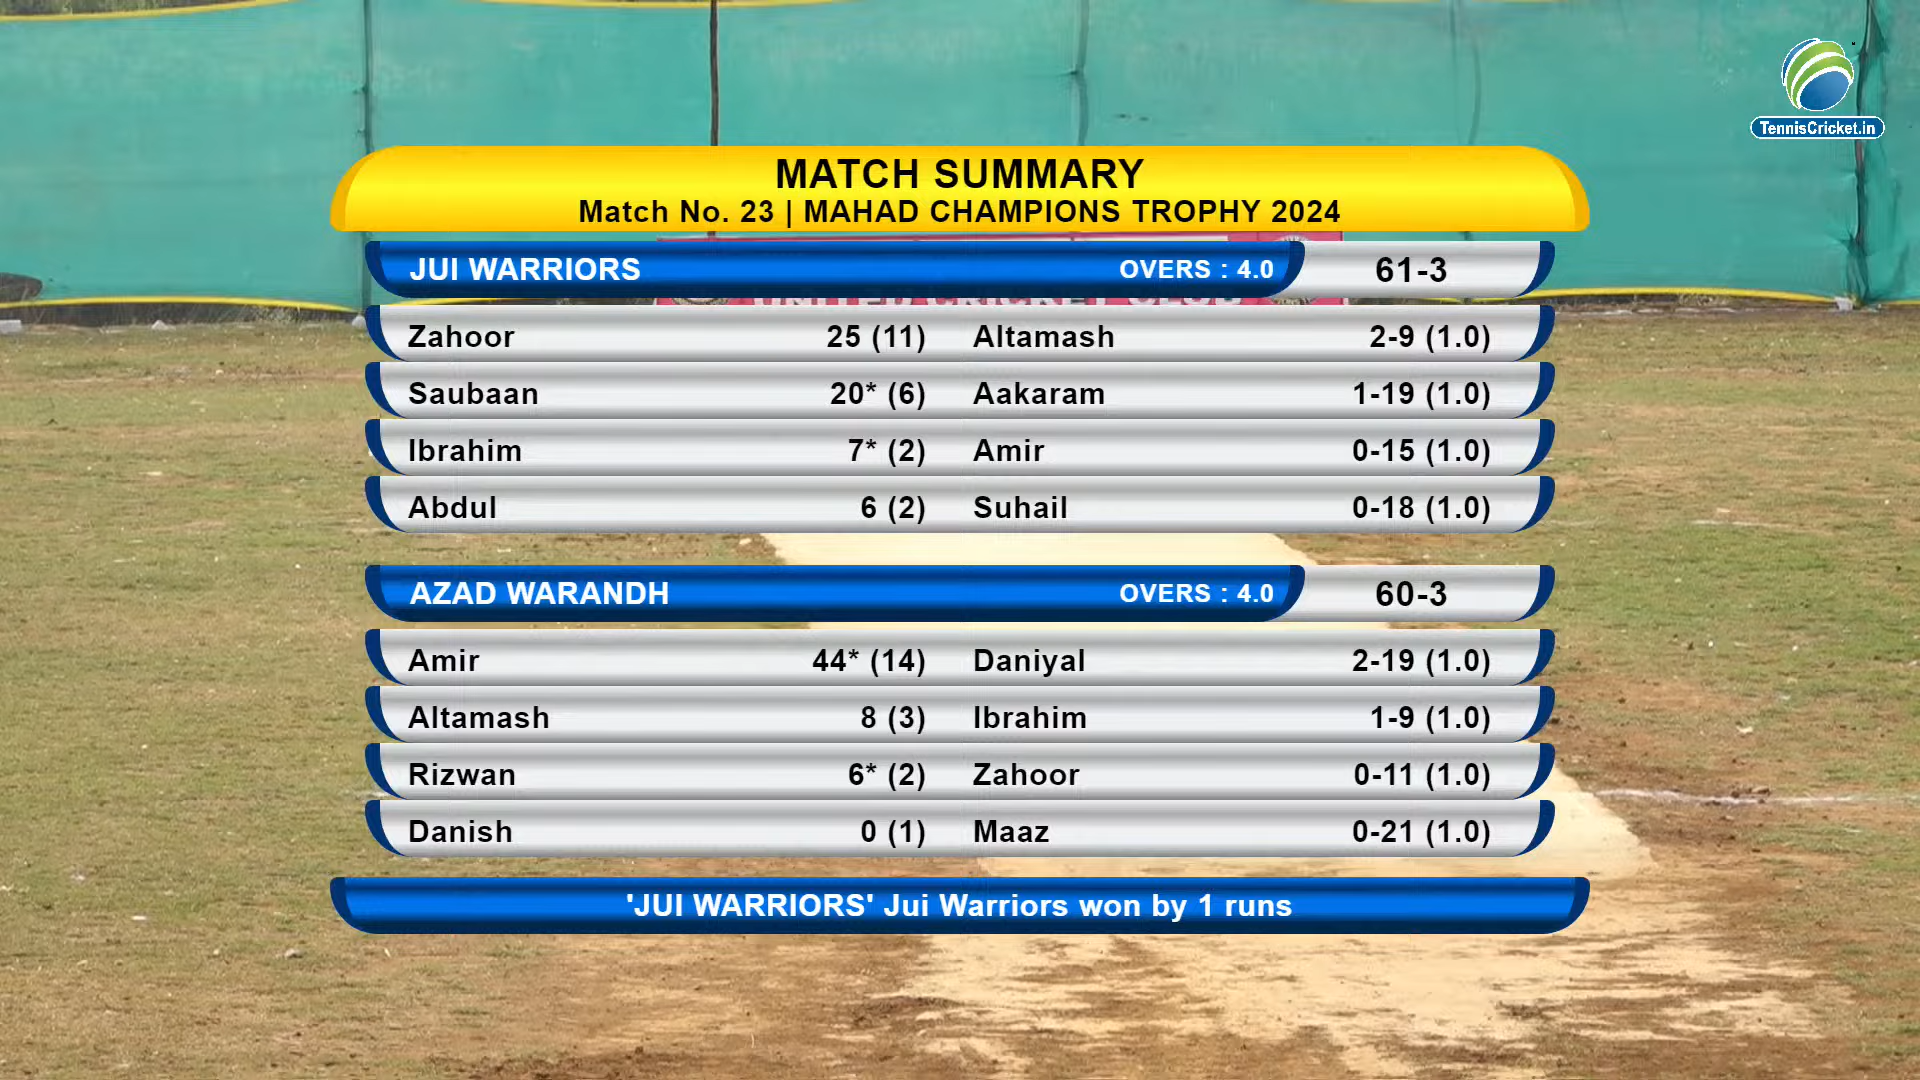 TennisCricket.in
MATCH SUMMARY
Match No. 23 | MAHAD CHAMPIONS TROPHY 2024
JUI WARRIORS OVERS : 4.0 61-3
UNITED CRICKET CLUB
Zahoor 25 (11) Altamash 2-9 (1.0)
Saubaan 20* (6) Aakaram 1-19 (1.0)
Ibrahim 7* (2) Amir 0-15 (1.0)
Abdul 6 (2) Suhail 0-18 (1.0)
AZAD WARANDH OVERS : 4.0 60-3
Amir 44* (14) Daniyal 2-19 (1.0)
Altamash 8 (3) Ibrahim 1-9 (1.0)
Rizwan 6* (2) Zahoor 0-11 (1.0)
Danish 0 (1) Maaz 0-21 (1.0)
'JUI WARRIORS' Jui Warriors won by 1 runs